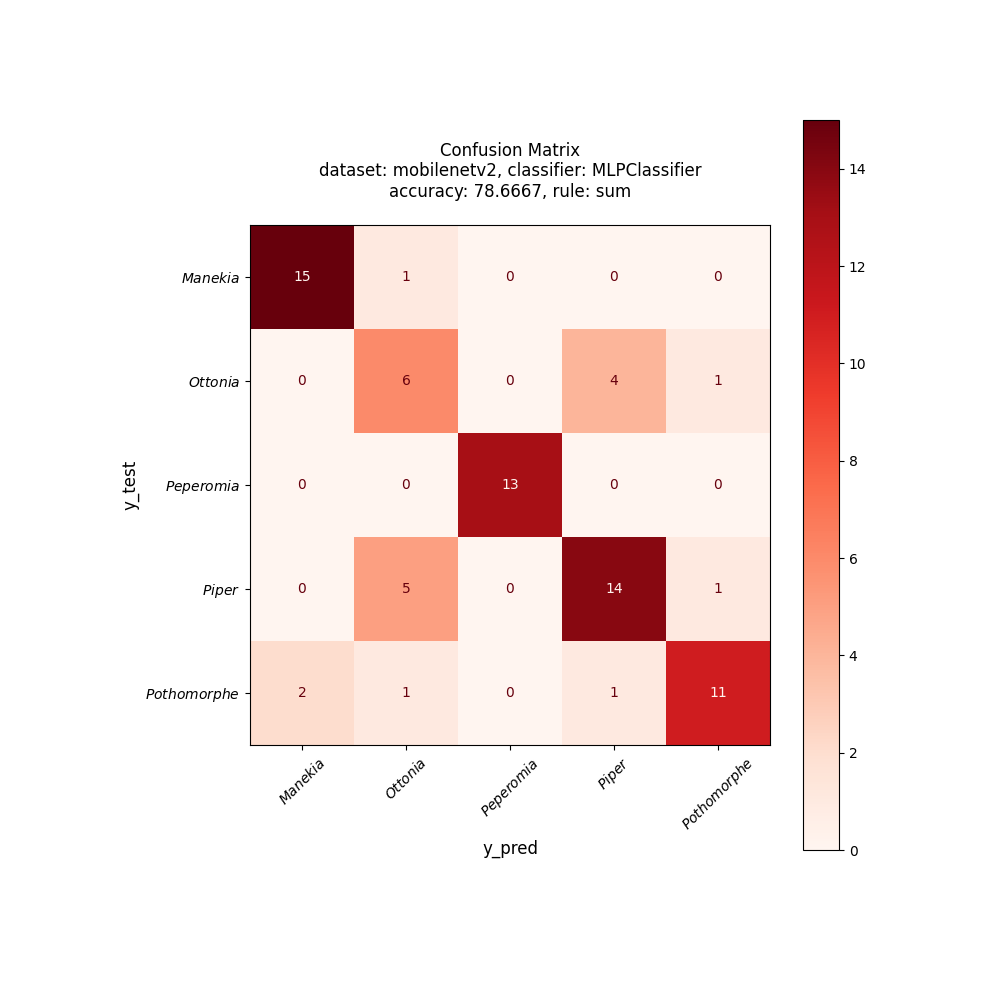 Confusion Matrix
dataset: mobilenetv2, classifier: MLPClassifier
accuracy: 78.6667, rule: sum
y_test
Manekia 15 1 0 0 0
Ottonia 0 6 0 4 1
Peperomia 0 0 13 0 0
Piper 0 5 0 14 1
Pothomorphe 2 1 0 1 11
Manekia Ottonia Peperomia Piper Pothomorphe
y_pred
14
12
10
8
6
4
2
0